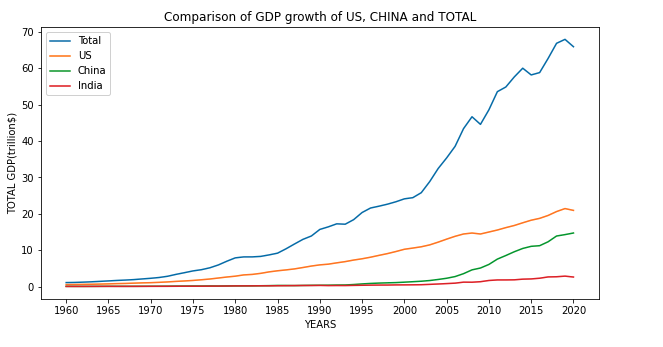 Comparison of GDP growth of US, CHINA and TOTAL
Total
US
China
India
70
60
50
40
30
20
10
0
TOTAL GDP(trillion$)
1960 1965 1970 1975 1980 1985 1990 1995 2000 2005 2010 2015 2020
YEARS